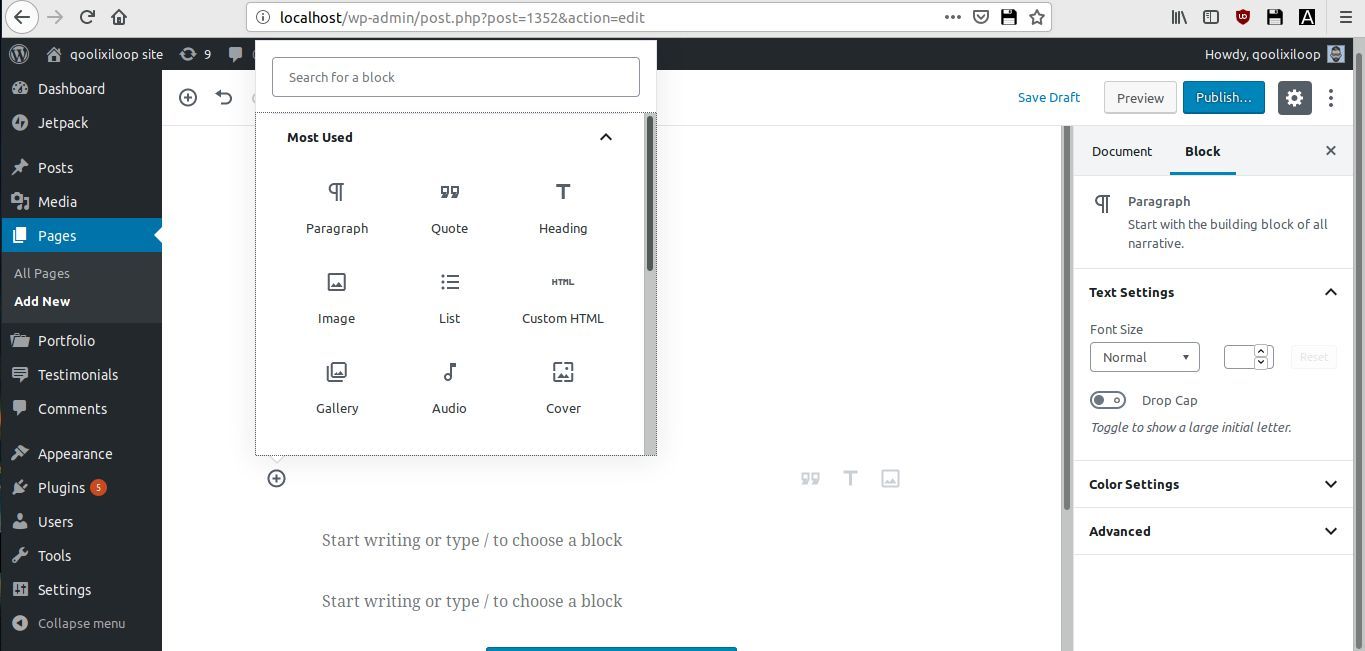 localhost/wp-admin/post.php?post=1352&action=edit
qoolixiloop site
9
Howdy, qoolixiloop
Dashboard
Jetpack
Posts
Media
Pages
All Pages
Add New
Portfolio
Testimonials
Comments
Appearance
Plugins 5
Users
Tools
Settings
Collapse menu
Search for a block
Most Used
Paragraph
Quote
Heading
Image
List
HTML
Custom HTML
Gallery
Audio
Cover
Start writing or type / to choose a block
Start writing or type / to choose a block
Save Draft
Preview
Publish...
Document
Block
Paragraph
Start with the building block of all
narrative.
Text Settings
Font Size
Normal
Reset
Drop Cap
Toggle to show a large initial letter.
Color Settings
Advanced